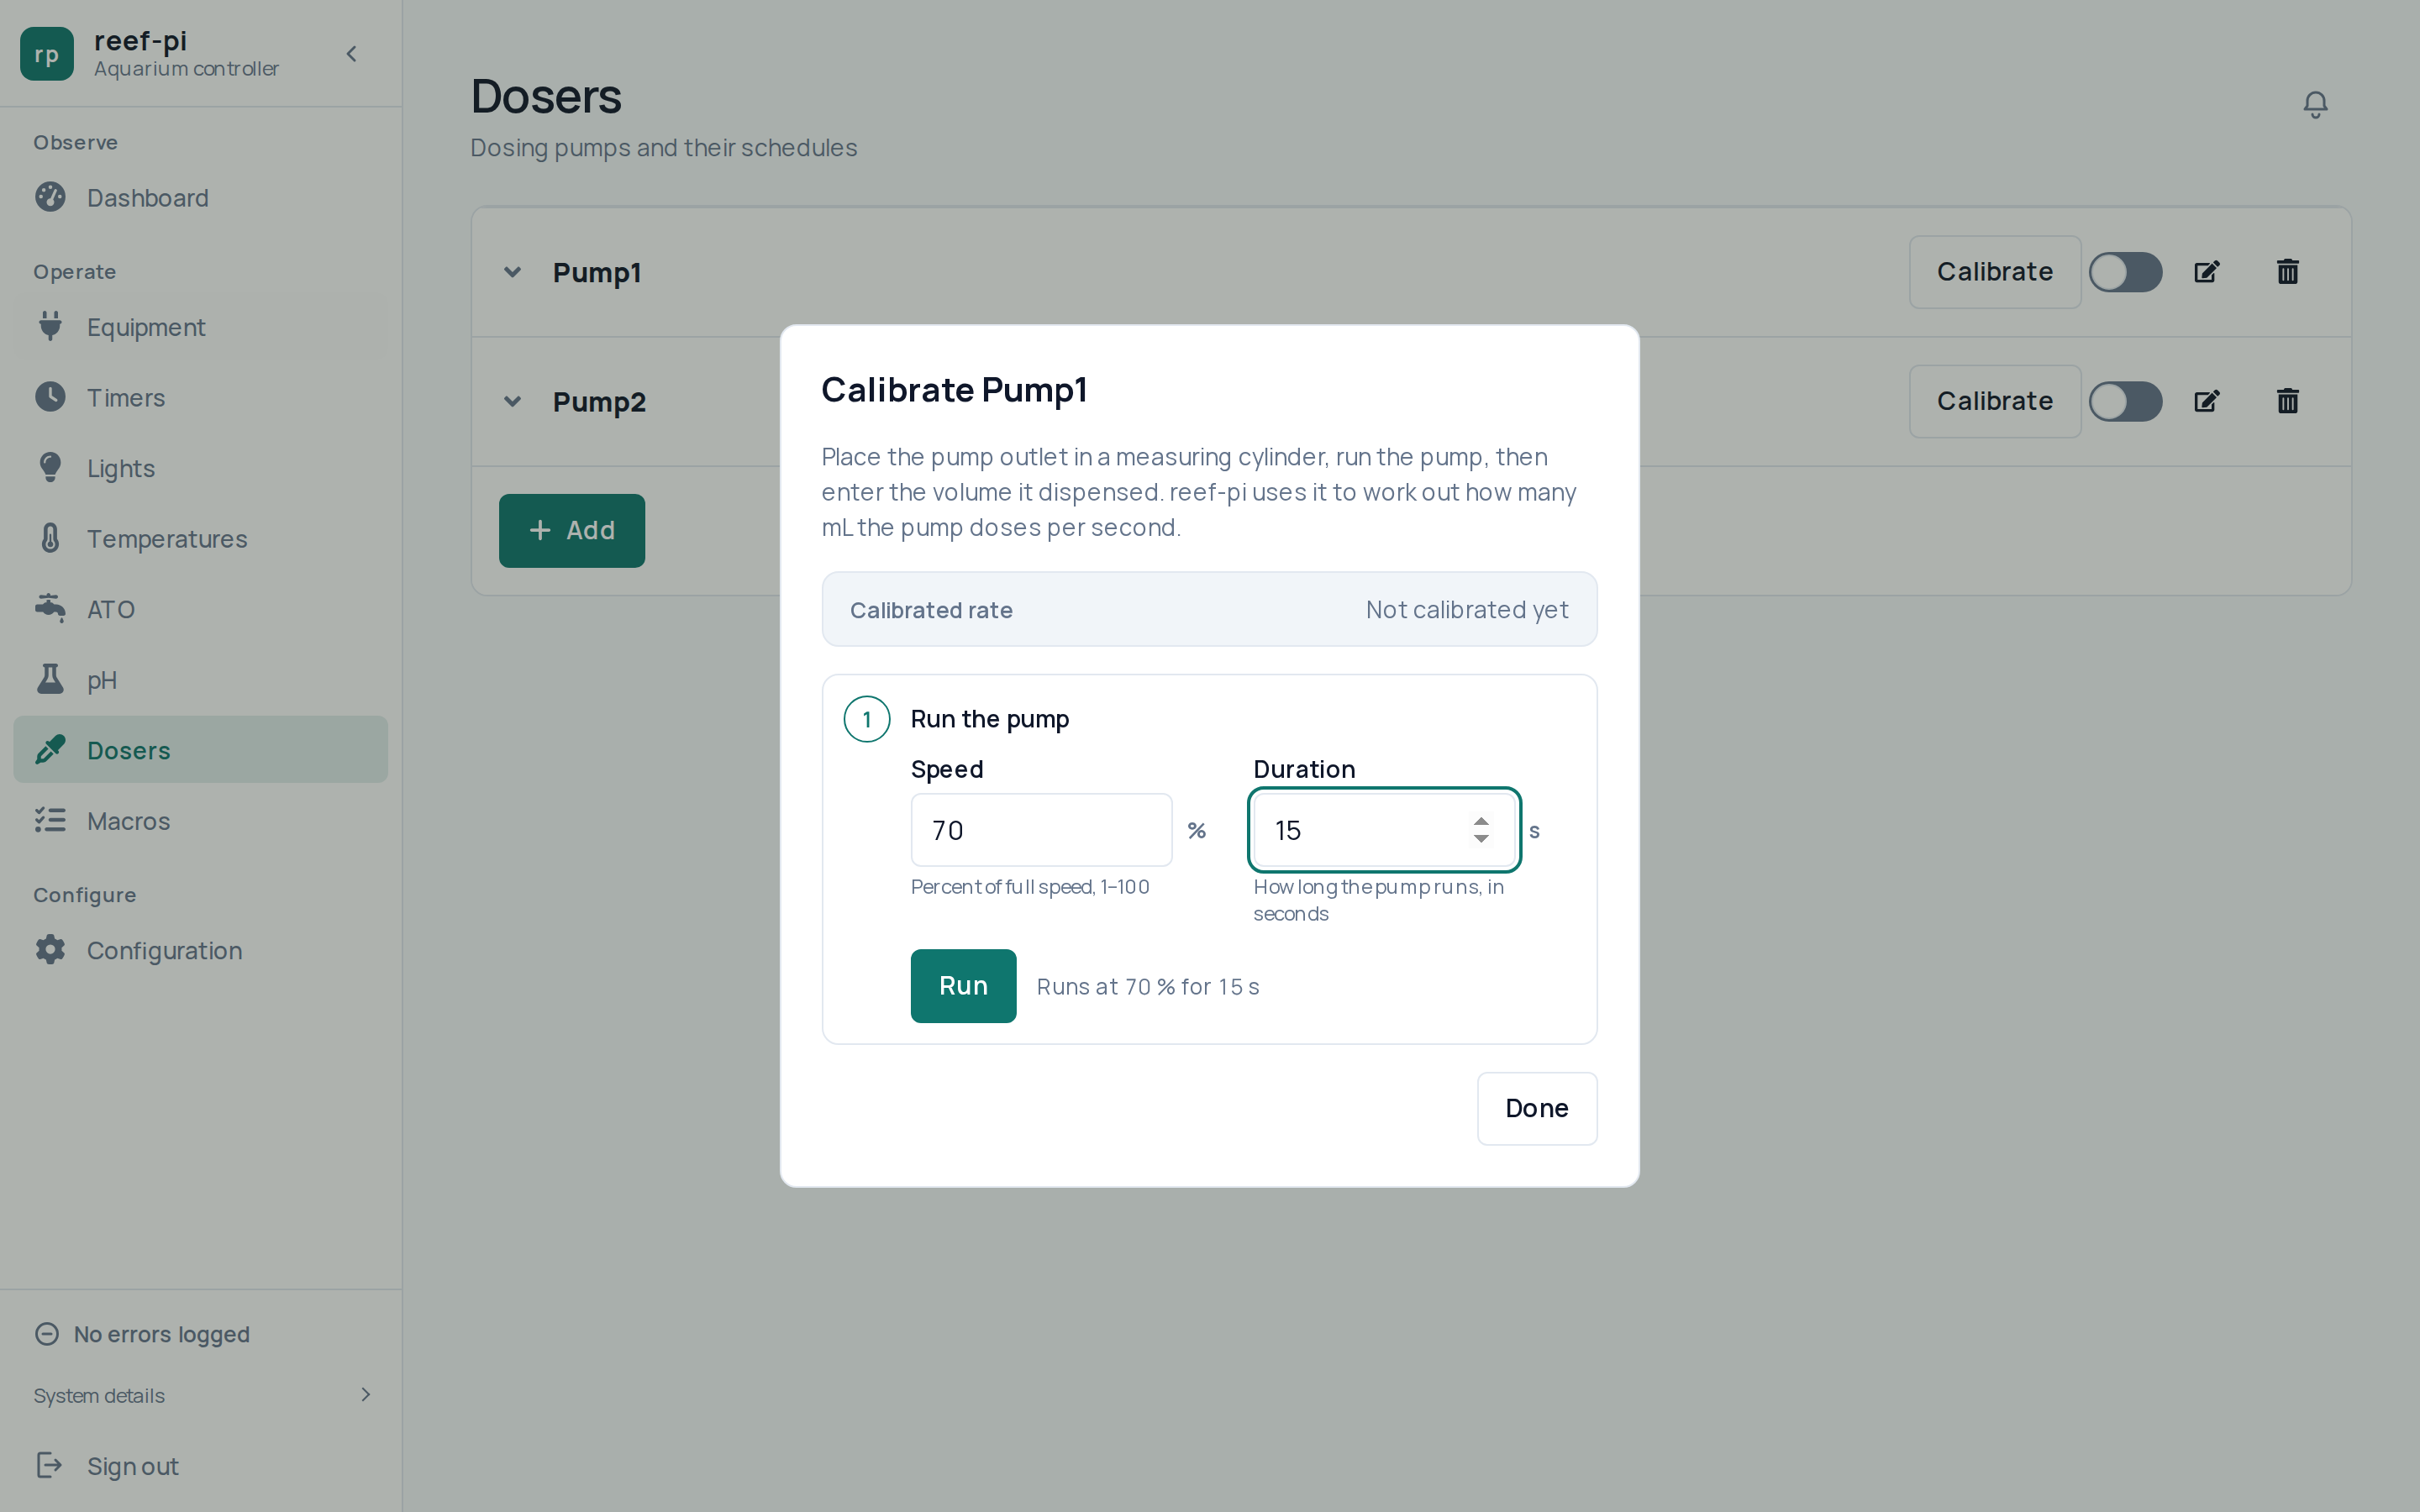 rp
reef-pi
Aquarium controller
Observe
Dashboard
Operate
Equipment
Timers
Lights
Temperatures
ATO
pH
Dosers
Macros
Configure
Configuration
No errors logged
System details
Sign out
Dosers
Dosing pumps and their schedules
Pump1
Calibrate
Pump2
Calibrate
Add
Calibrate Pump1
Place the pump outlet in a measuring cylinder, run the pump, then
enter the volume it dispensed. reef-pi uses it to work out how many
mL the pump doses per second.
Calibrated rate
Not calibrated yet
1
Run the pump
Speed
70
%
Percent of full speed, 1–100
Duration
15
s
How long the pump runs, in
seconds
Run
Runs at 70 % for 15 s
Done